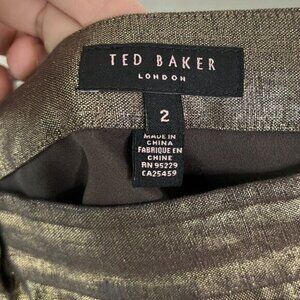 TED BAKER
LONDON
2
MADE IN
CHINA
FABRIQUE EN
CHINE
RN 95229
CA25459